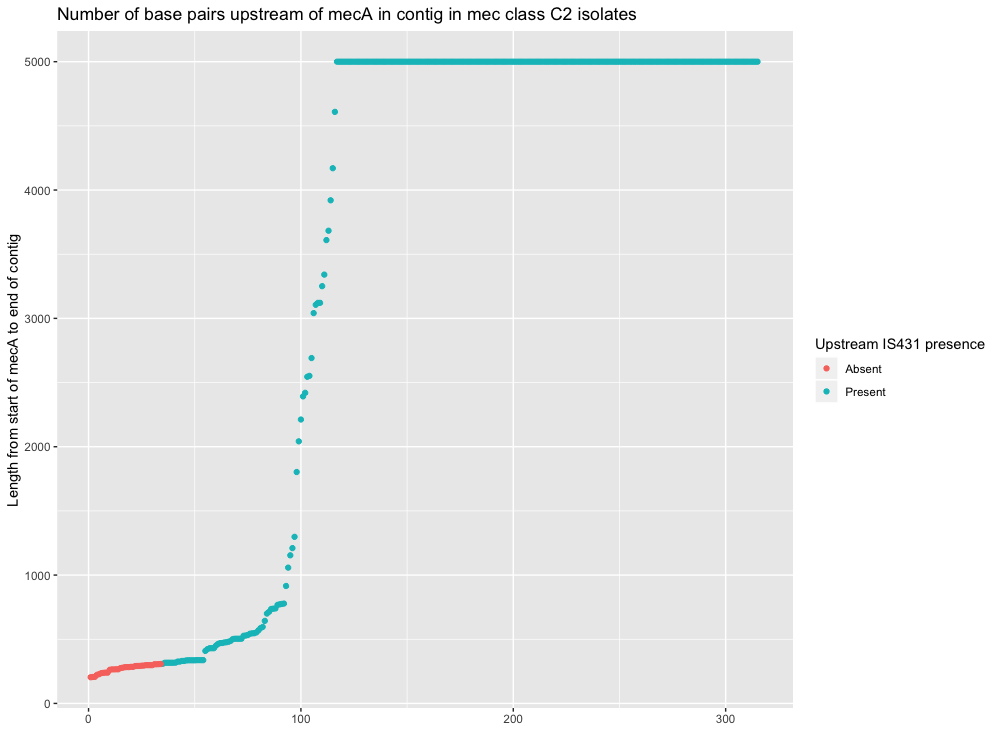 Number of base pairs upstream of mecA in contig in mec class C2 isolates
Length from start of mecA to end of contig
5000
4000
3000
2000
1000
0
0
100
200
300
Upstream IS431 presence
Absent
Present